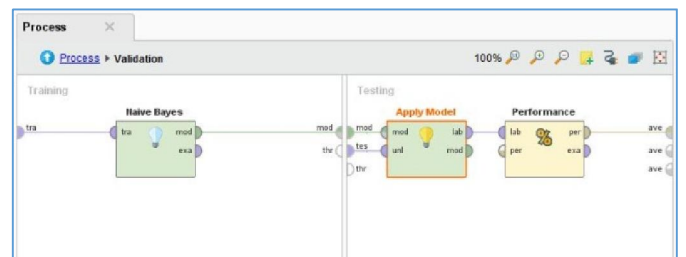 Process
Process ▸ Validation
100%
Training
Testing
Naive Bayes
Apply Model
Performance
tra
tra
mod
mod
mod
mod
lab
lab
per
ave
exa
thr
tes
unl
mod
per
exa
ave
thr
ave